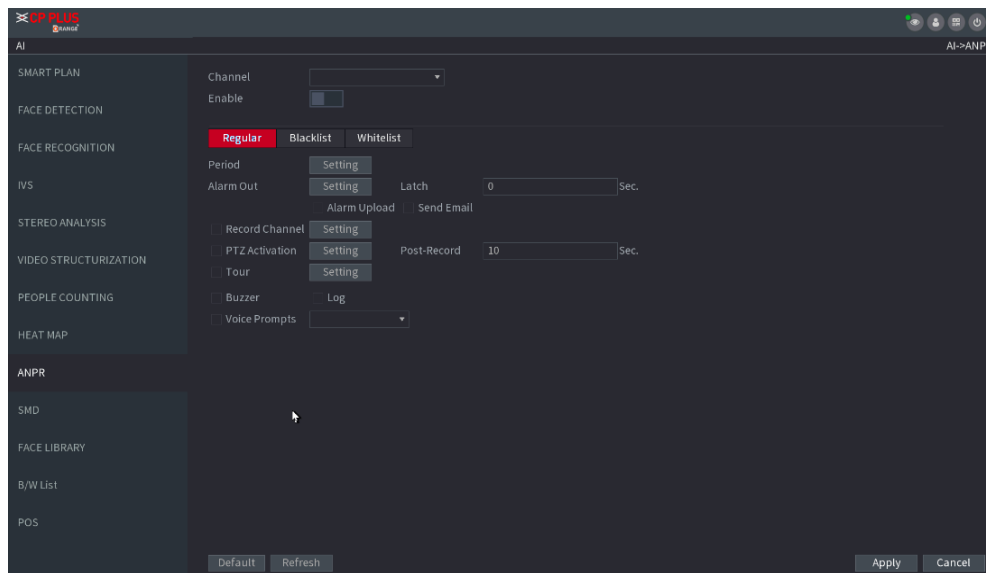 CP PLUS
ORANGE
AI AI->ANP
SMART PLAN
FACE DETECTION
FACE RECOGNITION
IVS
STEREO ANALYSIS
VIDEO STRUCTURIZATION
PEOPLE COUNTING
HEAT MAP
ANPR
SMD
FACE LIBRARY
B/W List
POS
Channel
Enable
Regular Blacklist Whitelist
Period Setting
Alarm Out Setting Latch 0 Sec.
Alarm Upload Send Email
Record Channel Setting
PTZ Activation Setting Post-Record 10 Sec.
Tour Setting
Buzzer Log
Voice Prompts
Default Refresh Apply Cancel